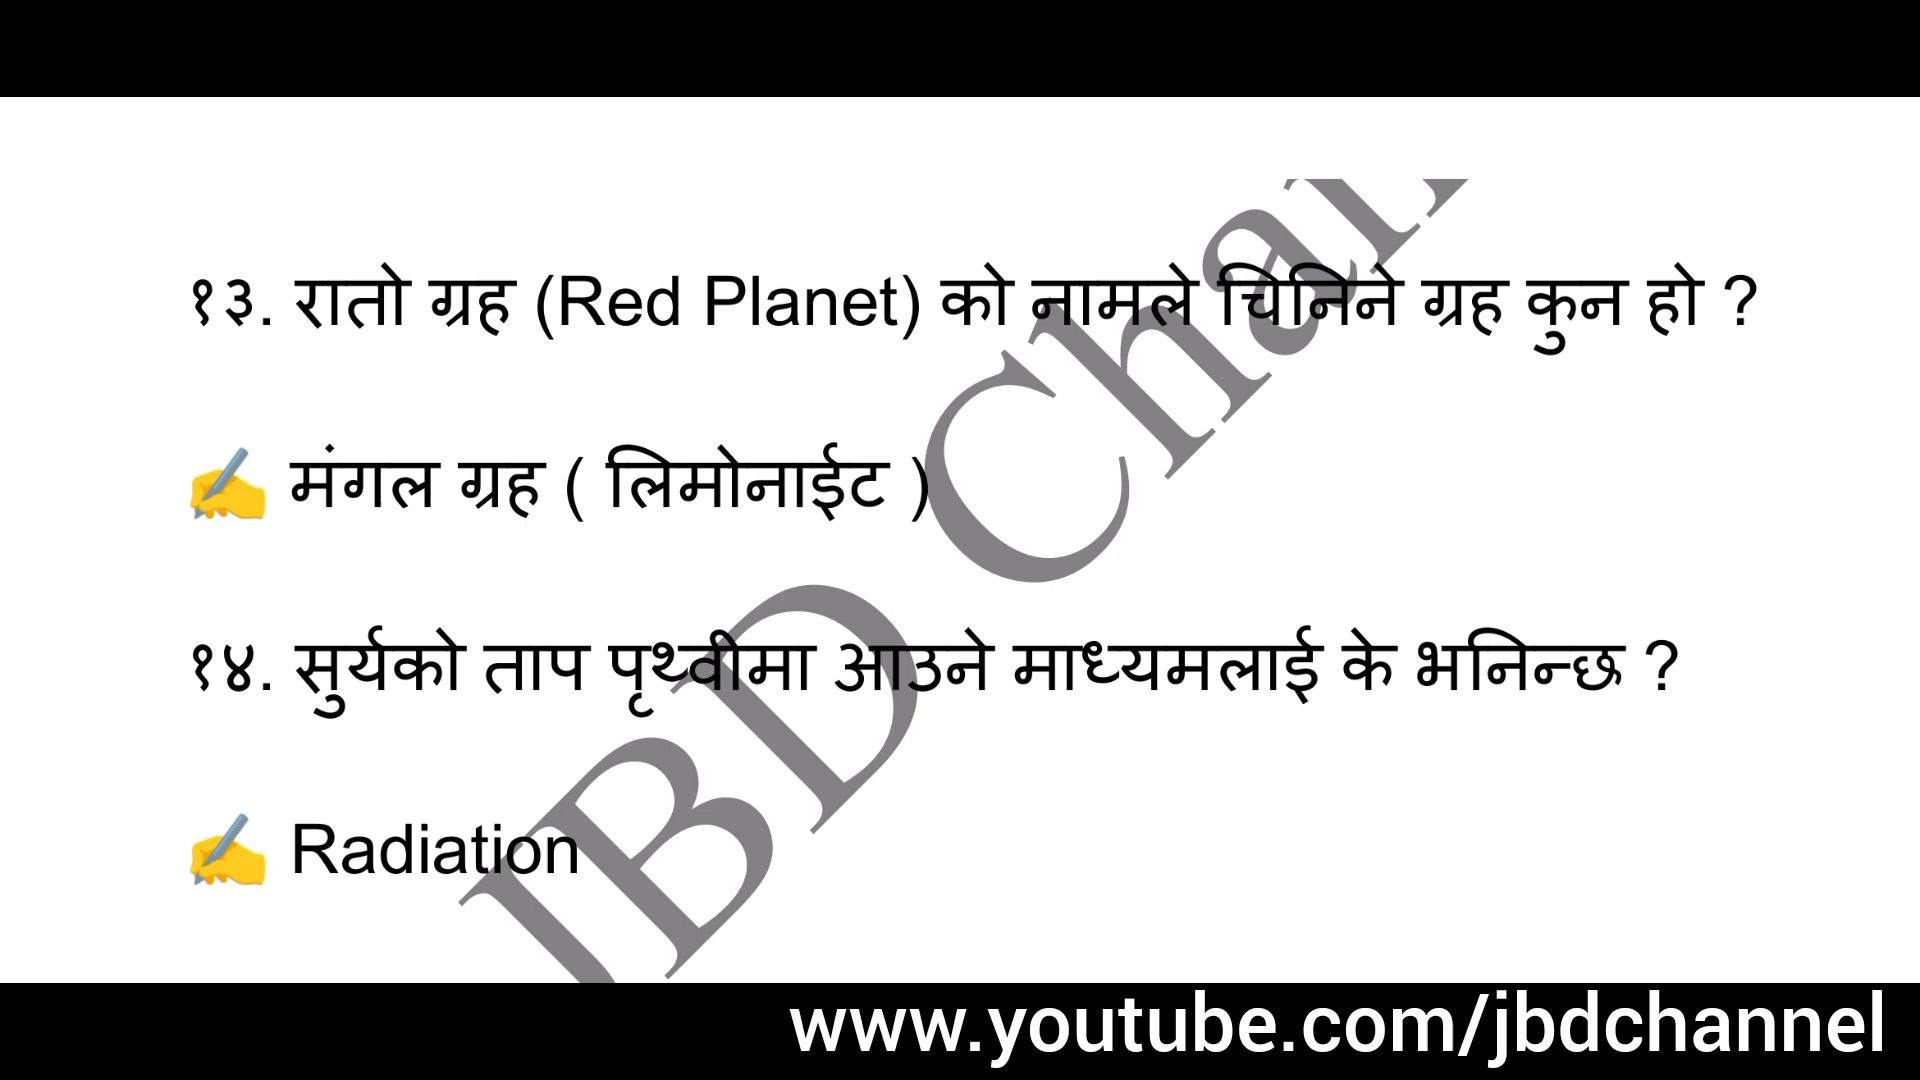 १३. रातो ग्रह (Red Planet) को नामले चिनिने ग्रह कुन हो ?
✍️ मंगल ग्रह ( लिमोनाईट )
१४. सुर्यको ताप पृथ्वीमा आउने माध्यमलाई के भनिन्छ ?
✍️ Radiation
JBD Chan
www.youtube.com/jbdchannel